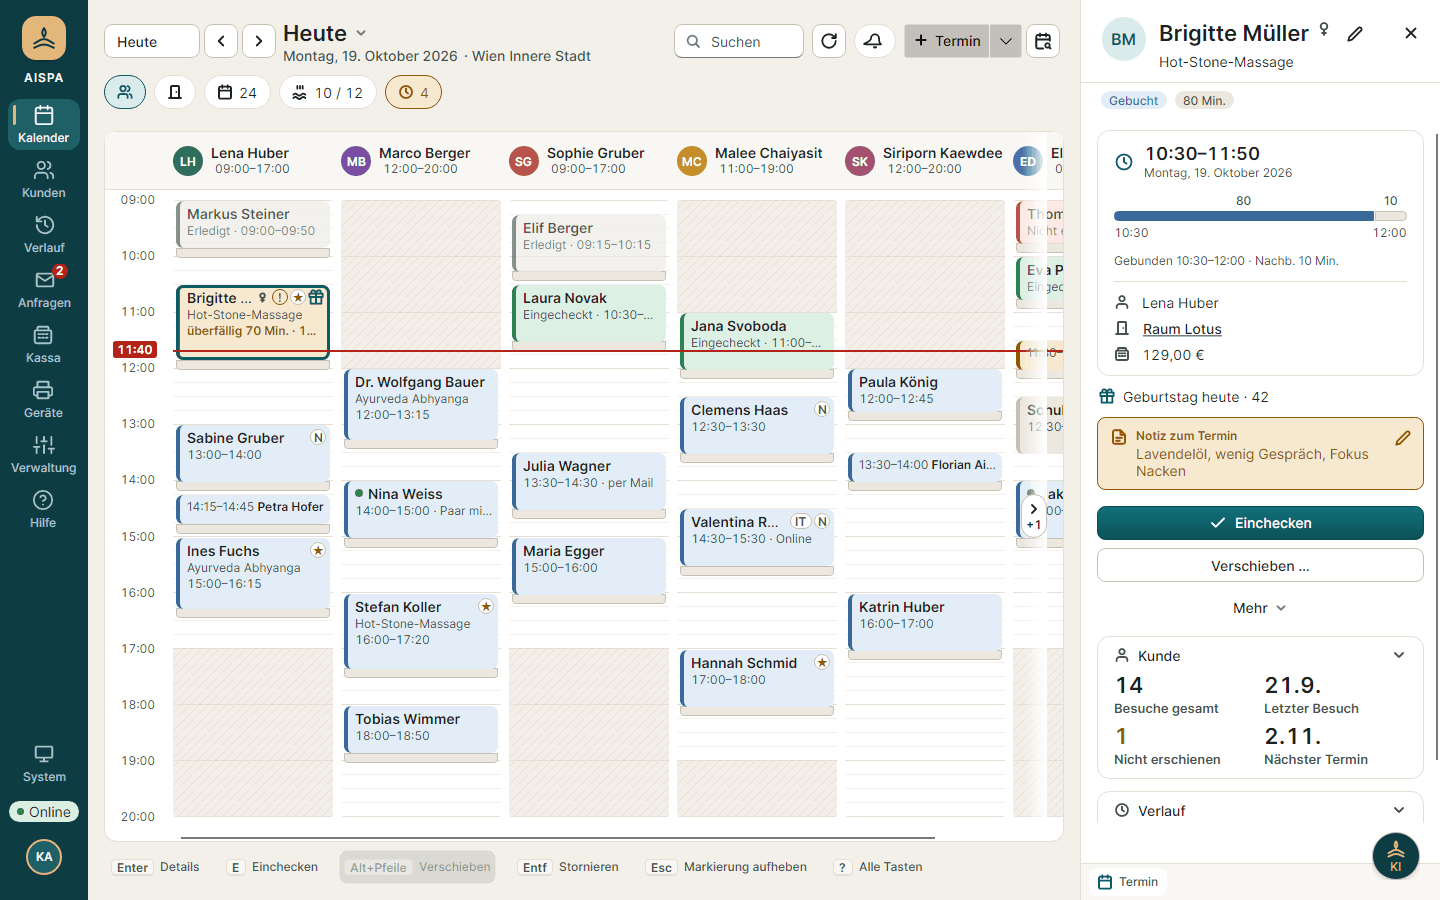 AISPA
Kalender
Kunden
Verlauf
2
Anfragen
Kassa
Geräte
Verwaltung
Hilfe
System
Online
KA
Heute
Heute
Montag, 19. Oktober 2026 · Wien Innere Stadt
Suchen
Termin
24
10 / 12
4
LH
Lena Huber
09:00–17:00
MB
Marco Berger
12:00–20:00
SG
Sophie Gruber
09:00–17:00
MC
Malee Chaiyasit
11:00–19:00
SK
Siriporn Kaewdee
12:00–20:00
ED
09:00
10:00
11:00
11:40
12:00
13:00
14:00
15:00
16:00
17:00
18:00
19:00
20:00
Markus Steiner
Erledigt · 09:00–09:50
Brigitte ...
Hot-Stone-Massage
überfällig 70 Min. · 1...
Sabine Gruber
N
13:00–14:00
14:15–14:45 Petra Hofer
Ines Fuchs
Ayurveda Abhyanga
15:00–16:15
Dr. Wolfgang Bauer
Ayurveda Abhyanga
12:00–13:15
Nina Weiss
14:00–15:00 · Paar mi...
Stefan Koller
Hot-Stone-Massage
16:00–17:20
Tobias Wimmer
18:00–18:50
Elif Berger
Erledigt · 09:15–10:15
Laura Novak
Eingecheckt · 10:30–...
Julia Wagner
13:30–14:30 · per Mail
Maria Egger
15:00–16:00
Jana Svoboda
Eingecheckt · 11:00–...
Clemens Haas
N
12:30–13:30
Valentina R...
IT
N
14:30–15:30 · Online
Hannah Schmid
17:00–18:00
Paula König
12:00–12:45
13:30–14:00 Florian Ai...
Katrin Huber
16:00–17:00
Nicht
Eva P
+1
Enter Details
E Einchecken
Alt+Pfeile Verschieben
Entf Stornieren
Esc Markierung aufheben
? Alle Tasten
BM
Brigitte Müller
Hot-Stone-Massage
Gebucht
80 Min.
10:30–11:50
Montag, 19. Oktober 2026
80
10
10:30
12:00
Gebunden 10:30–12:00 · Nachb. 10 Min.
Lena Huber
Raum Lotus
129,00 €
Geburtstag heute · 42
Notiz zum Termin
Lavendelöl, wenig Gespräch, Fokus
Nacken
Einchecken
Verschieben ...
Mehr
Kunde
14
Besuche gesamt
21.9.
Letzter Besuch
1
Nicht erschienen
2.11.
Nächster Termin
Verlauf
KI
Termin